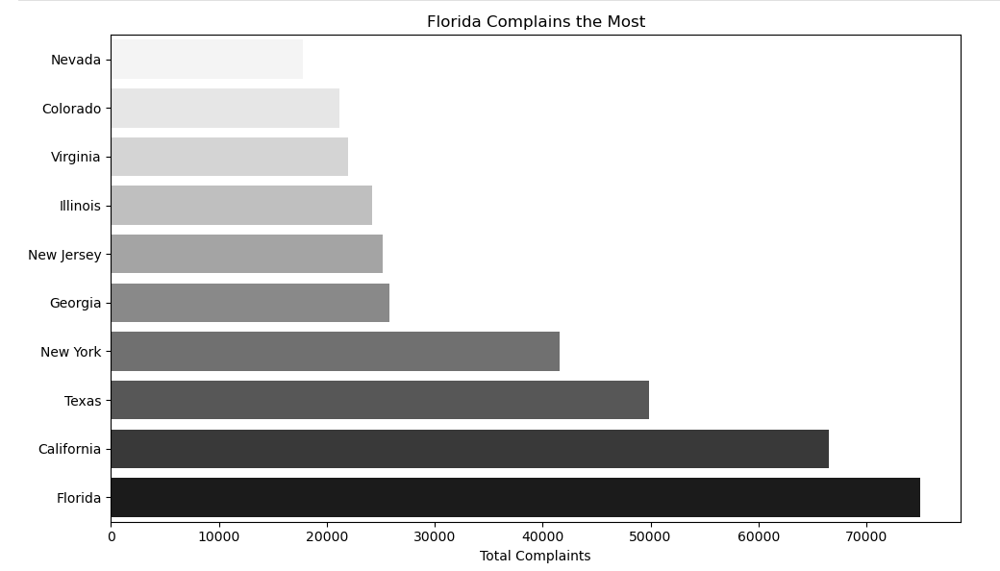 Florida Complains the Most
Nevada
Colorado
Virginia
Illinois
New Jersey
Georgia
New York
Texas
California
Florida
0 10000 20000 30000 40000 50000 60000 70000
Total Complaints